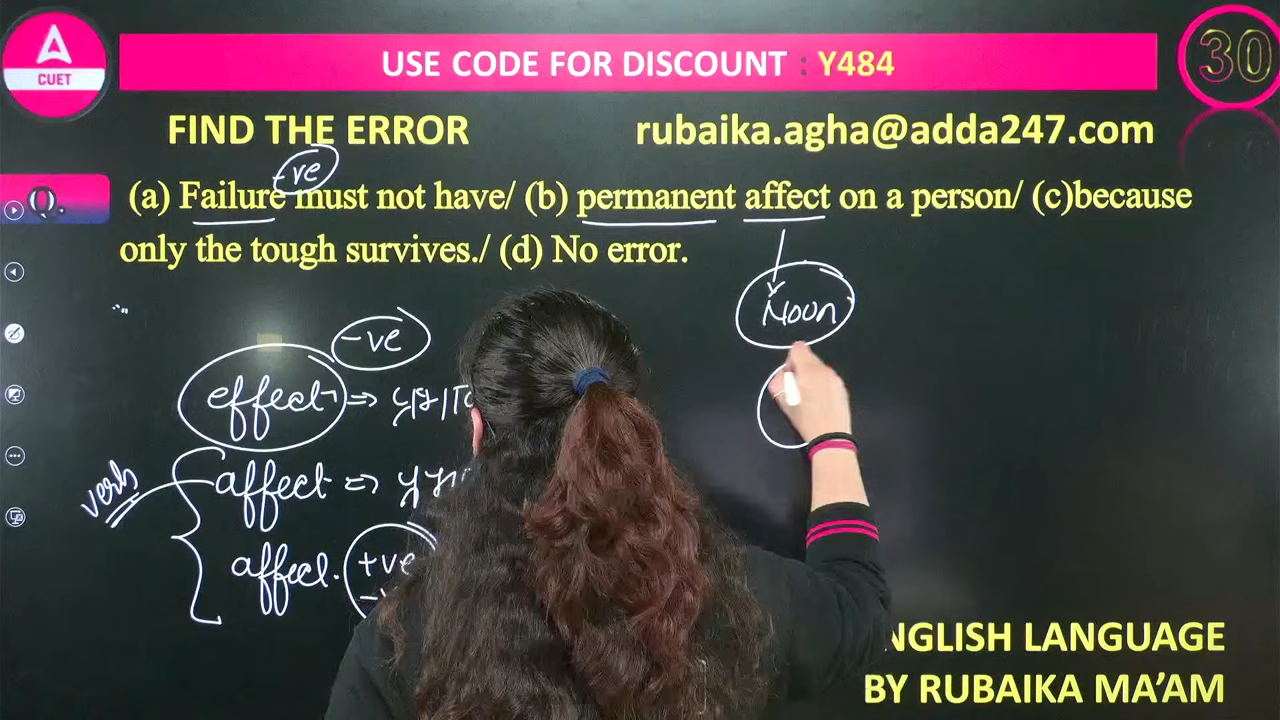 CUET
USE CODE FOR DISCOUNT : Y484
30
FIND THE ERROR
rubaika.agha@adda247.com
-ve
Q.
(a) Failure must not have/ (b) permanent affect on a person/ (c)because
only the tough survives./ (d) No error.
Noun
-ve
effect ⇒
verb
affect ⇒
affect. +ve
-ve
NGLISH LANGUAGE
BY RUBAIKA MA'AM